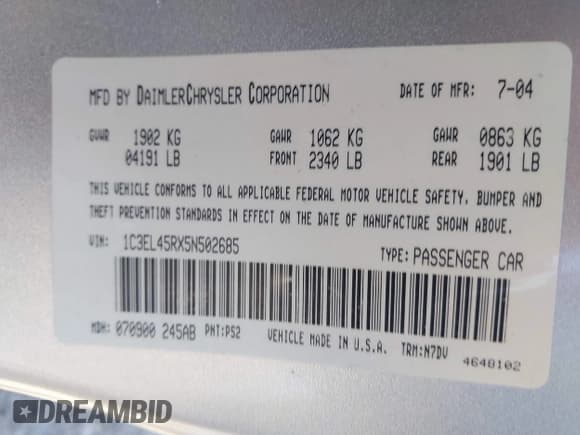 MFD BY DAIMLERCHRYSLER CORPORATION DATE OF MFR: 7-04
GVWR 1902 KG GAWR 1062 KG GAWR 0863 KG
04191 LB FRONT 2340 LB REAR 1901 LB
THIS VEHICLE CONFORMS TO ALL APPLICABLE FEDERAL MOTOR VEHICLE SAFETY, BUMPER AND
THEFT PREVENTION STANDARDS IN EFFECT ON THE DATE OF MANUFACTURE SHOWN ABOVE.
VIN: 1C3EL45RX5N502685 TYPE: PASSENGER CAR
MDH: 070900 245AB PNT: PS2 VEHICLE MADE IN U.S.A. TRM: N7DV
4648102
DREAMBID